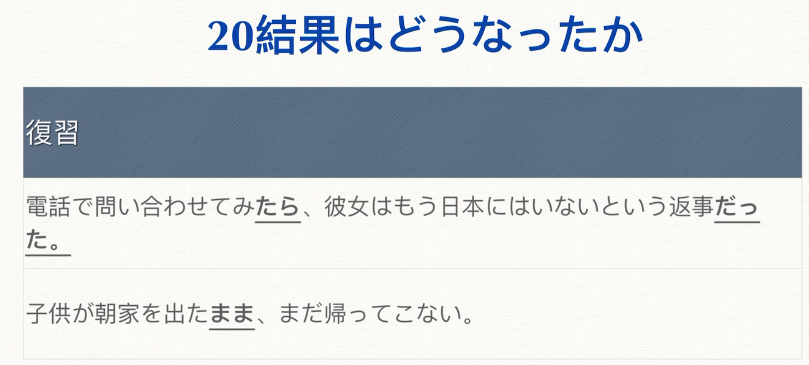 20結果はどうなったか
復習
電話で問い合わせてみたら、彼女はもう日本にはいないという返事だっ
た。
子供が朝家を出たまま、まだ帰ってこない。